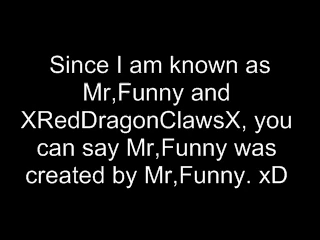 Since I am known as
Mr,Funny and
XRedDragonClawsX, you
can say Mr,Funny was
created by Mr,Funny. xD